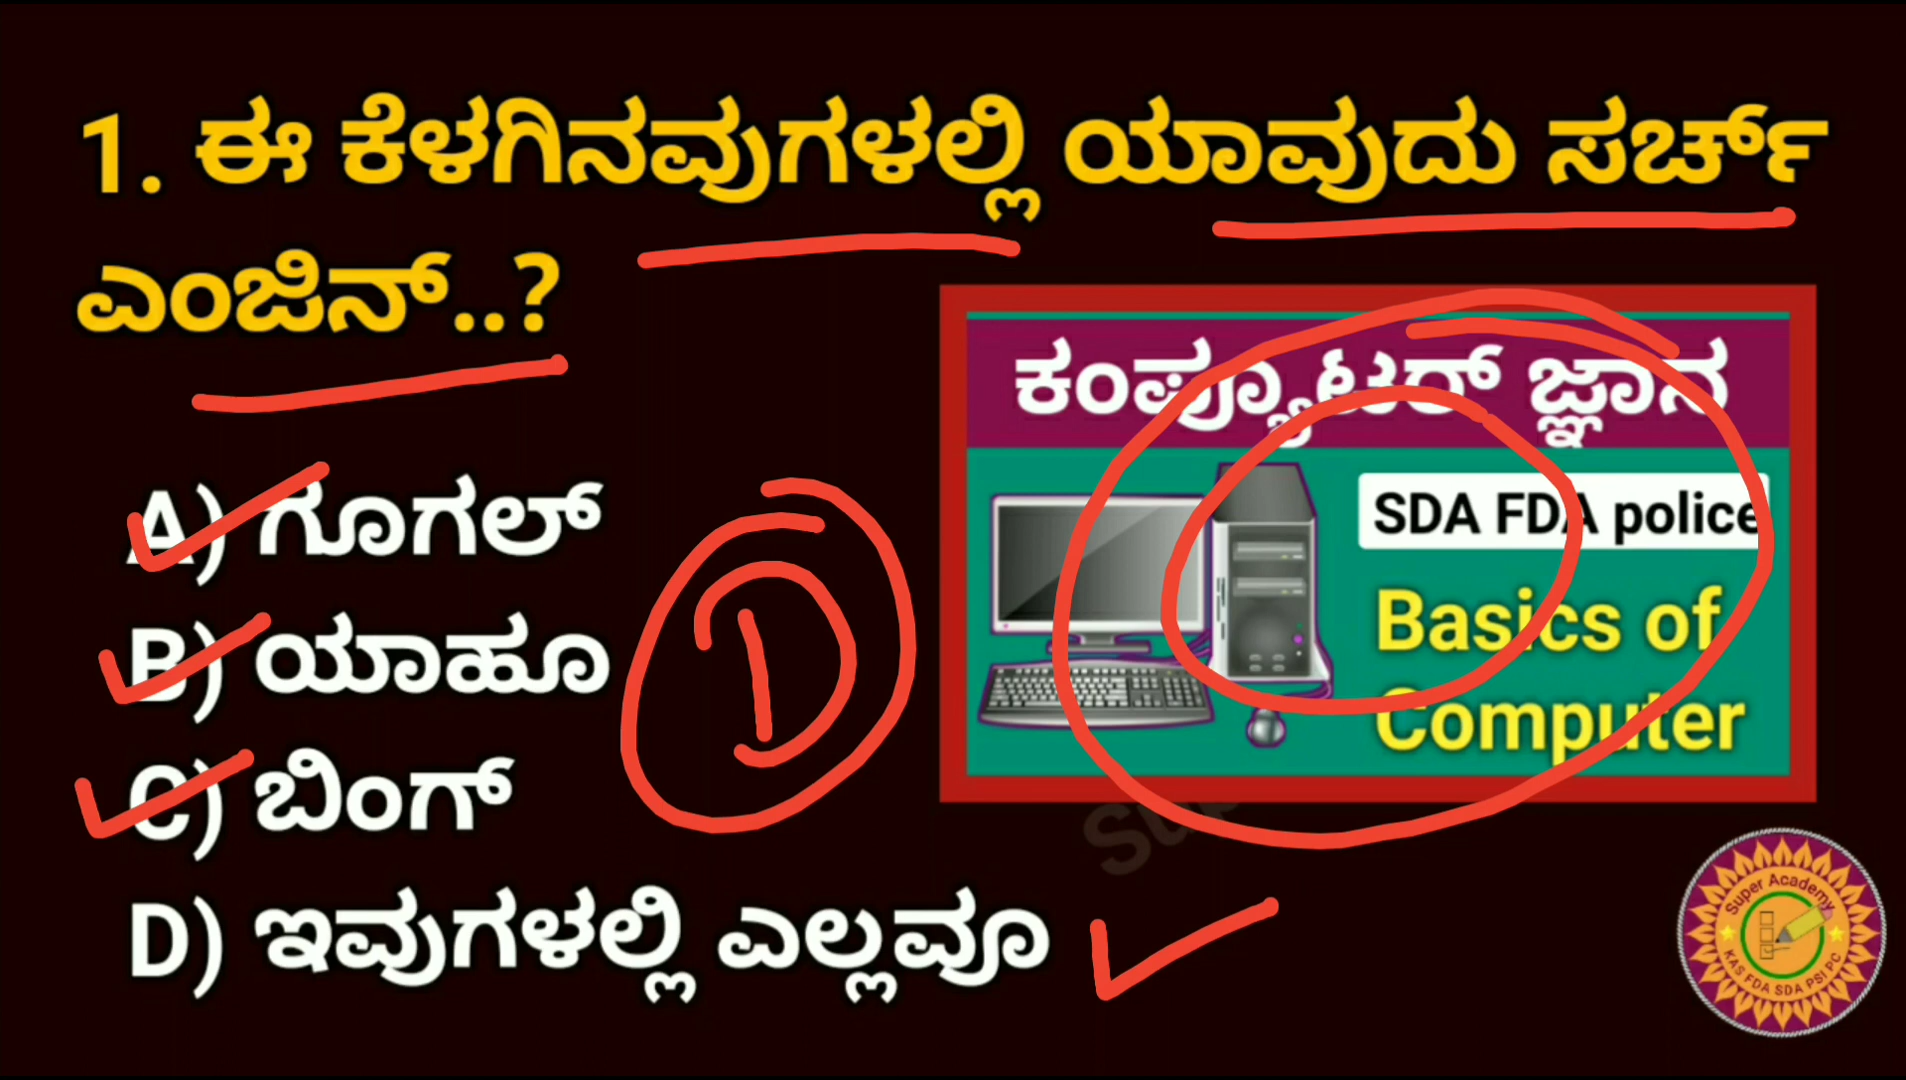 1. ಈ ಕೆಳಗಿನವುಗಳಲ್ಲಿ ಯಾವುದು ಸರ್ಚ್
ಎಂಜಿನ್..?
A) ಗೂಗಲ್
B) ಯಾಹೂ
C) ಬಿಂಗ್
D) ಇವುಗಳಲ್ಲಿ ಎಲ್ಲವೂ
D
ಕಂಪ್ಯೂಟರ್ ಜ್ಞಾನ
SDA FDA police
Basics of
Computer
Super Academy
KAS FDA SDA PSI PC